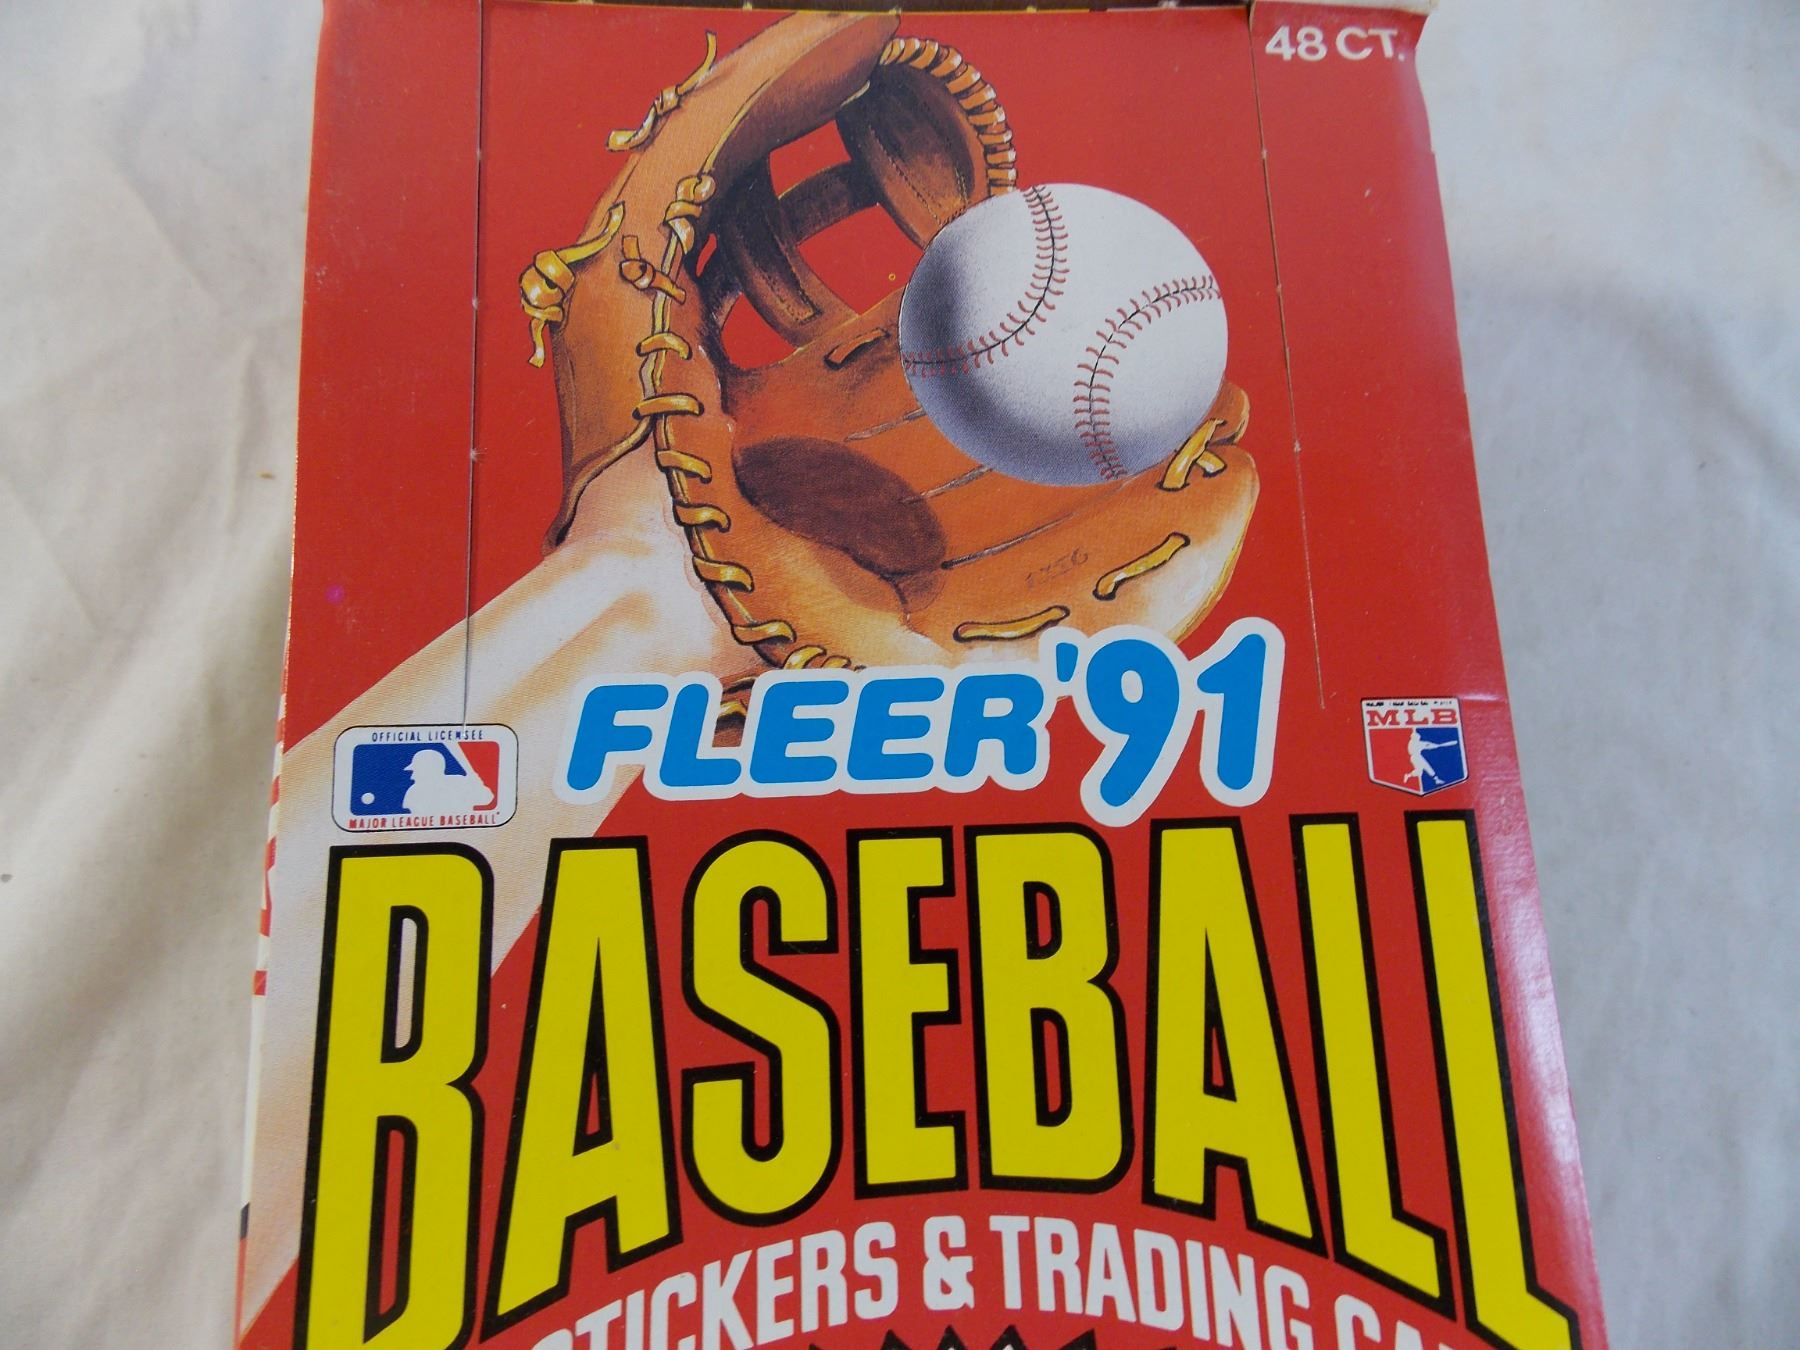 48 CT.
FLEER '91
OFFICIAL LICENSEE
MAJOR LEAGUE BASEBALL
MLB
BASEBALL
STICKERS & TRADING